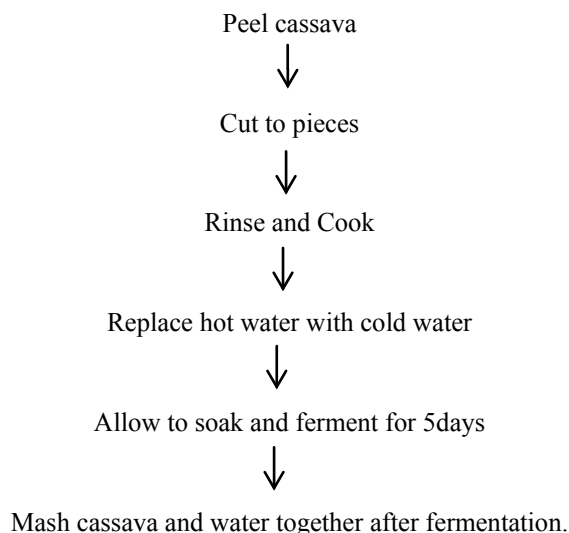 Peel cassava
Cut to pieces
Rinse and Cook
Replace hot water with cold water
Allow to soak and ferment for 5days
Mash cassava and water together after fermentation.